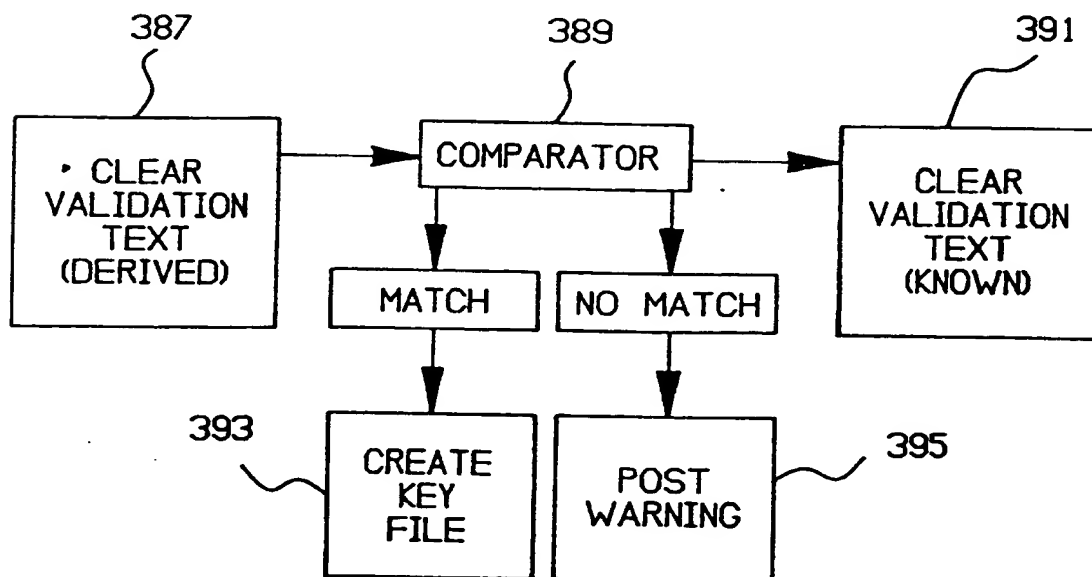 387
389
391
CLEAR
VALIDATION
TEXT
(DERIVED)
COMPARATOR
CLEAR
VALIDATION
TEXT
(KNOWN)
MATCH
NO MATCH
393
CREATE
KEY
FILE
POST
WARNING
395